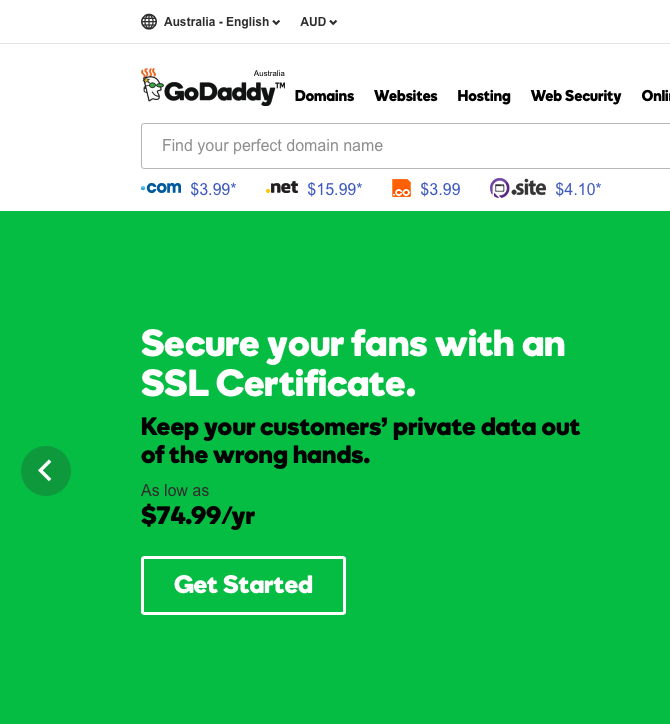 Australia - English AUD
Australia
GoDaddy™
Domains Websites Hosting Web Security Onli
Find your perfect domain name
.com $3.99* .net $15.99* .co $3.99 .site $4.10*
Secure your fans with an
SSL Certificate.
Keep your customers’ private data out
of the wrong hands.
As low as
$74.99/yr
Get Started